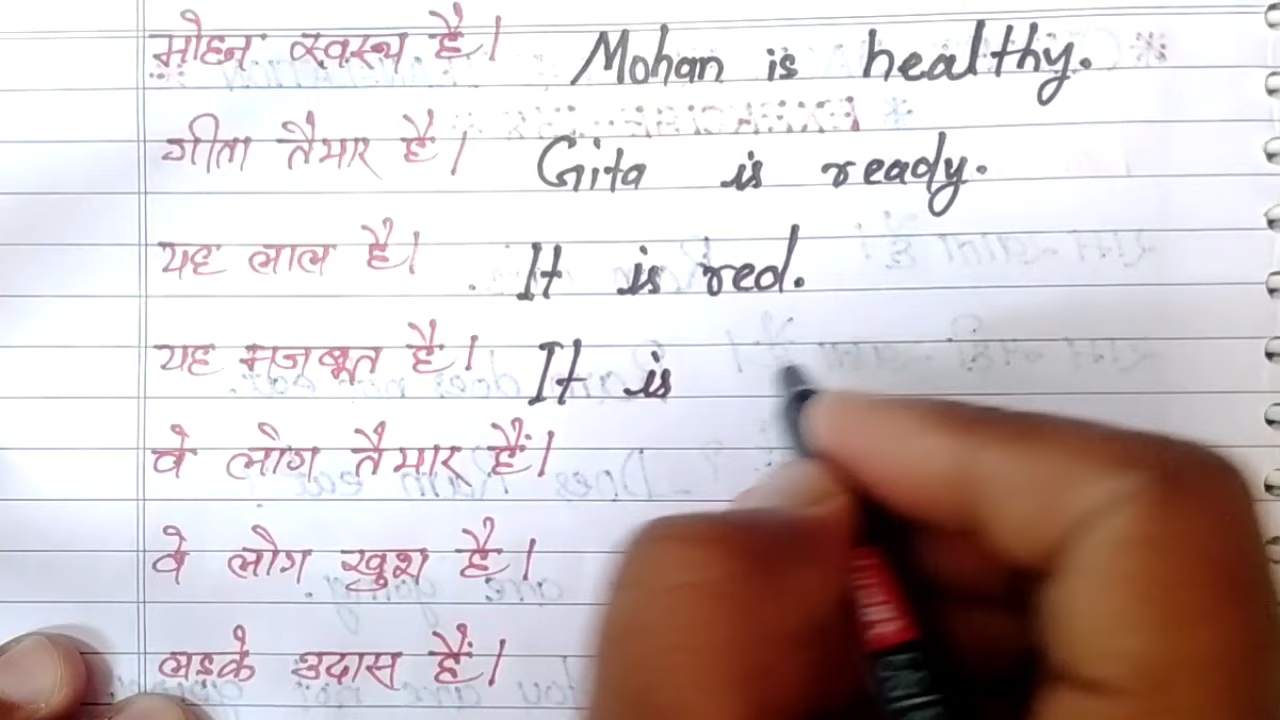 मोहन स्वस्थ है। Mohan is healthy.
गीता तैयार है। Gita is ready.
यह लाल है। It is red.
यह मजबूत है। It is
वे लोग तैयार हैं।
वे लोग खुश है।
लड़के उदास हैं।